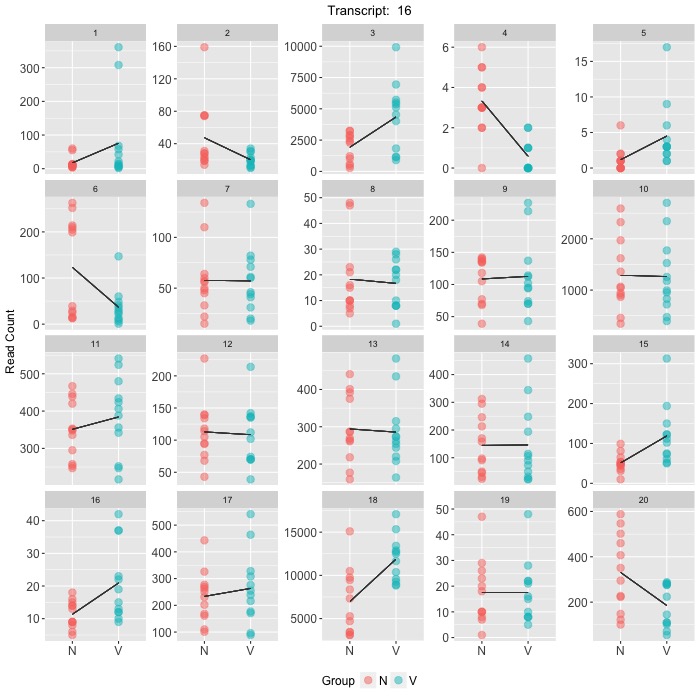 Transcript: 16
1 2 3 4 5
300 200 100 0
160 120 80 40
10000 7500 5000 2500 0
6 4 2 0
15 10 5 0
6 7 8 9 10
200 100 0
100 50
50 40 30 20 10 0
200 150 100 50
2000 1000
Read Count
11 12 13 14 15
500 400 300
200 150 100 50
400 300 200
400 300 200 100
300 200 100 0
16 17 18 19 20
40 30 20 10
500 400 300 200 100
15000 10000 5000
50 40 30 20 10 0
600 400 200
N V N V N V N V N V
Group N V